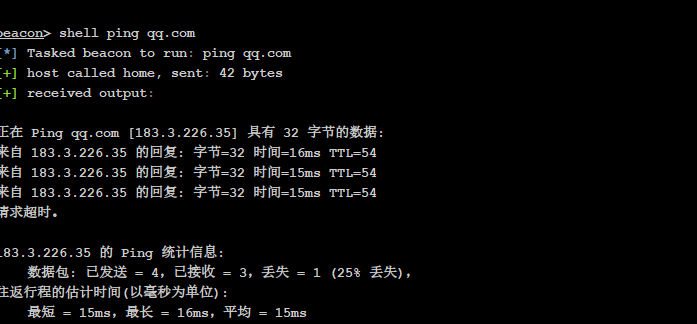 beacon> shell ping qq.com
[*] Tasked beacon to run: ping qq.com
[+] host called home, sent: 42 bytes
[+] received output:
正在 Ping qq.com [183.3.226.35] 具有 32 字节的数据:
来自 183.3.226.35 的回复: 字节=32 时间=16ms TTL=54
来自 183.3.226.35 的回复: 字节=32 时间=15ms TTL=54
来自 183.3.226.35 的回复: 字节=32 时间=15ms TTL=54
请求超时。
183.3.226.35 的 Ping 统计信息:
数据包: 已发送 = 4，已接收 = 3，丢失 = 1 (25% 丢失)，
往返行程的估计时间(以毫秒为单位):
最短 = 15ms，最长 = 16ms，平均 = 15ms